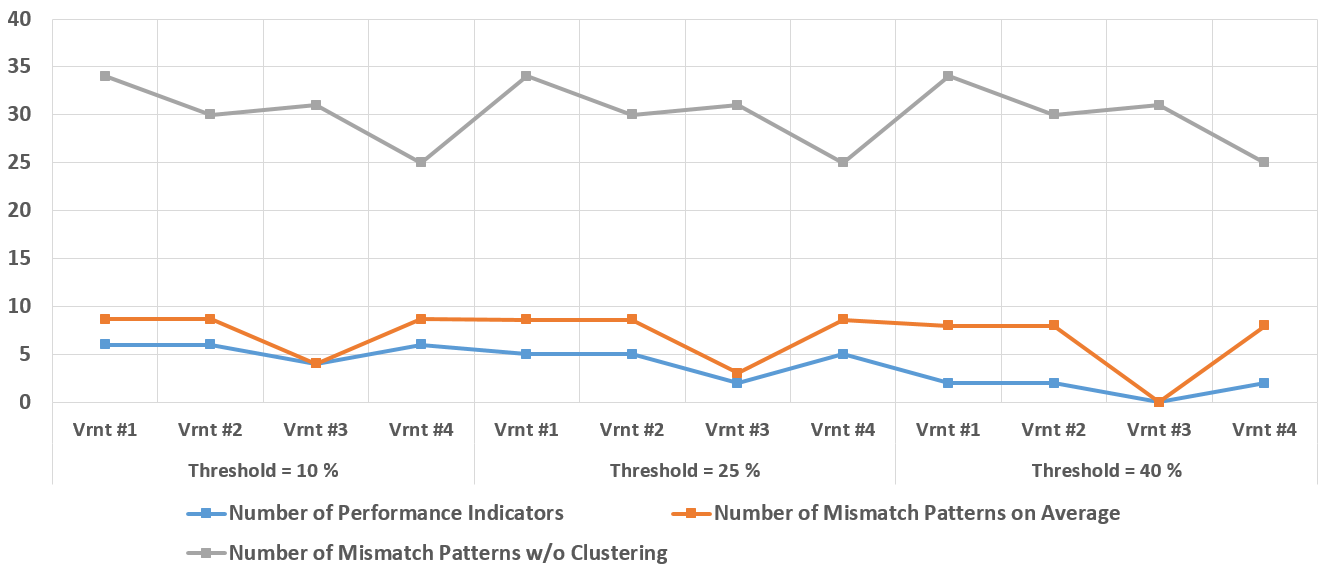 40
35
30
25
20
15
10
5
0
Vrnt #1 Vrnt #2 Vrnt #3 Vrnt #4 Vrnt #1 Vrnt #2 Vrnt #3 Vrnt #4 Vrnt #1 Vrnt #2 Vrnt #3 Vrnt #4
Threshold = 10 % Threshold = 25 % Threshold = 40 %
Number of Performance Indicators Number of Mismatch Patterns on Average
Number of Mismatch Patterns w/o Clustering